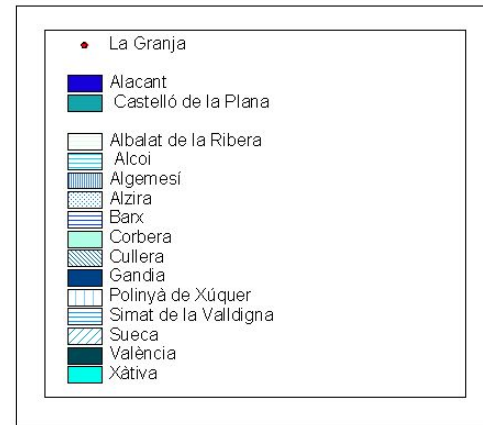 La Granja
Alacant
Castelló de la Plana
Albalat de la Ribera
Alcoi
Algemesí
Alzira
Barx
Corbera
Cullera
Gandia
Polinyà de Xúquer
Simat de la Valldigna
Sueca
València
Xàtiva